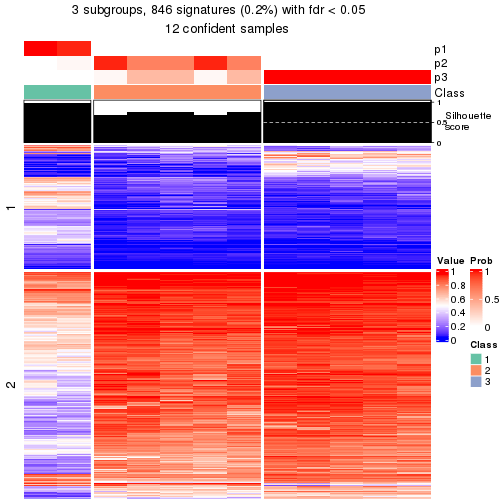 3 subgroups, 846 signatures (0.2%) with fdr < 0.05
12 confident samples
p1
p2
p3
Class
1
0.5
0
Silhouette
score
1
2
Value
1
0.8
0.6
0.4
0.2
0
Prob
1
0.5
0
Class
1
2
3